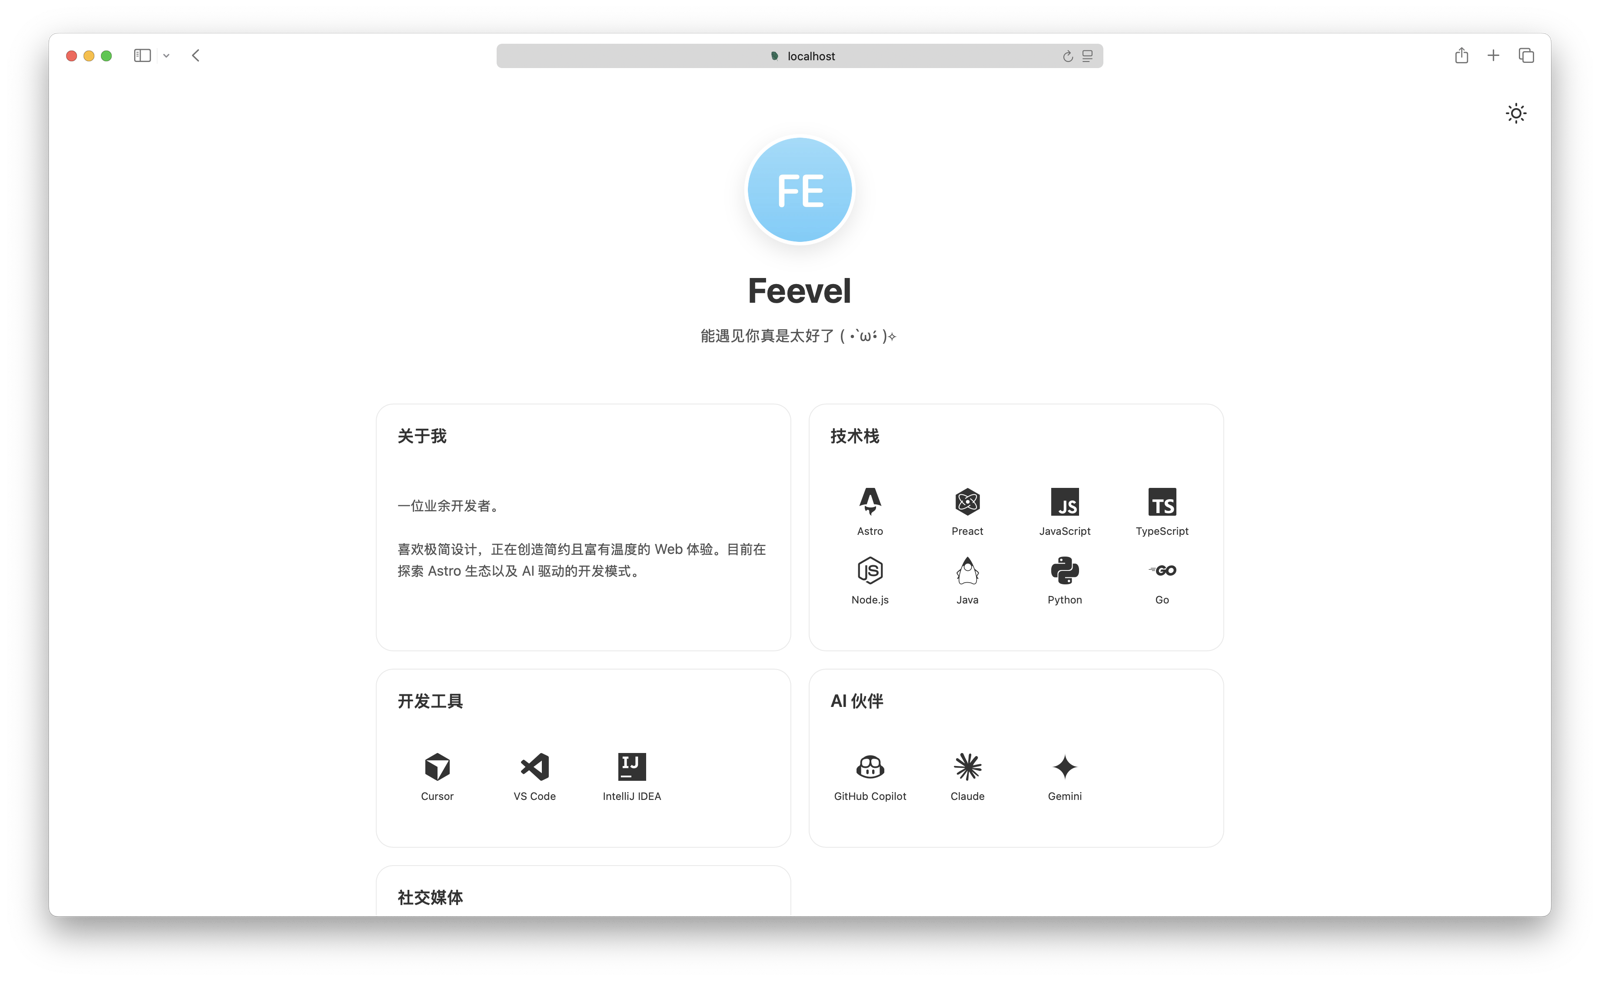 localhost
FE
Feevel
能遇见你真是太好了 ( •̀ω•́ )✧
关于我
一位业余开发者。
喜欢极简设计，正在创造简约且富有温度的 Web 体验。目前在
探索 Astro 生态以及 AI 驱动的开发模式。
技术栈
Astro
Preact
JS
JavaScript
TS
TypeScript
JS
Node.js
Java
Python
GO
Go
开发工具
Cursor
VS Code
IJ
IntelliJ IDEA
AI 伙伴
GitHub Copilot
Claude
Gemini
社交媒体